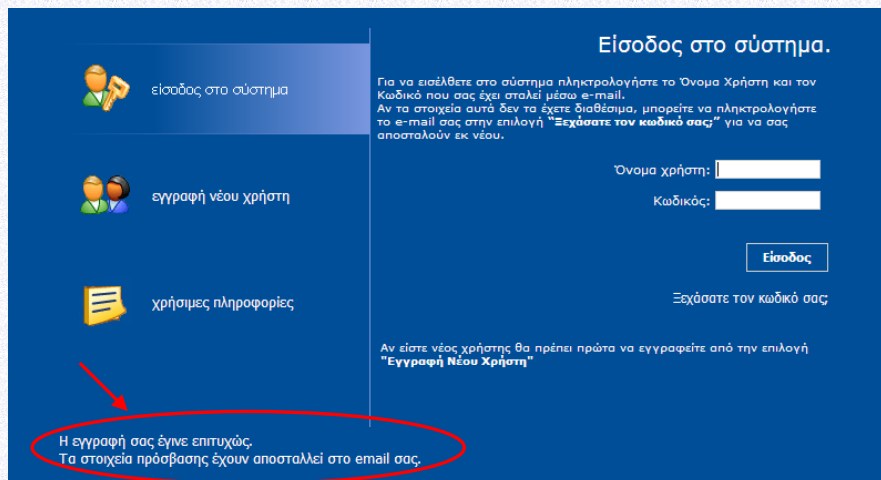 είσοδος στο σύστημα
εγγραφή νέου χρήστη
χρήσιμες πληροφορίες
Είσοδος στο σύστημα.
Για να εισέλθετε στο σύστημα πληκτρολογήστε το Όνομα Χρήστη και τον
Κωδικό που σας έχει σταλεί μέσω e-mail.
Αν τα στοιχεία αυτά δεν τα έχετε διαθέσιμα, μπορείτε να πληκτρολογήστε
το e-mail σας στην επιλογή "Ξεχάσατε τον κωδικό σας;" για να σας
αποσταλούν εκ νέου.
Όνομα χρήστη:
Κωδικός:
Είσοδος
Ξεχάσατε τον κωδικό σας;
Αν είστε νέος χρήστης θα πρέπει πρώτα να εγγραφείτε από την επιλογή
"Εγγραφή Νέου Χρήστη"
Η εγγραφή σας έγινε επιτυχώς.
Τα στοιχεία πρόσβασης έχουν αποσταλλεί στο email σας.